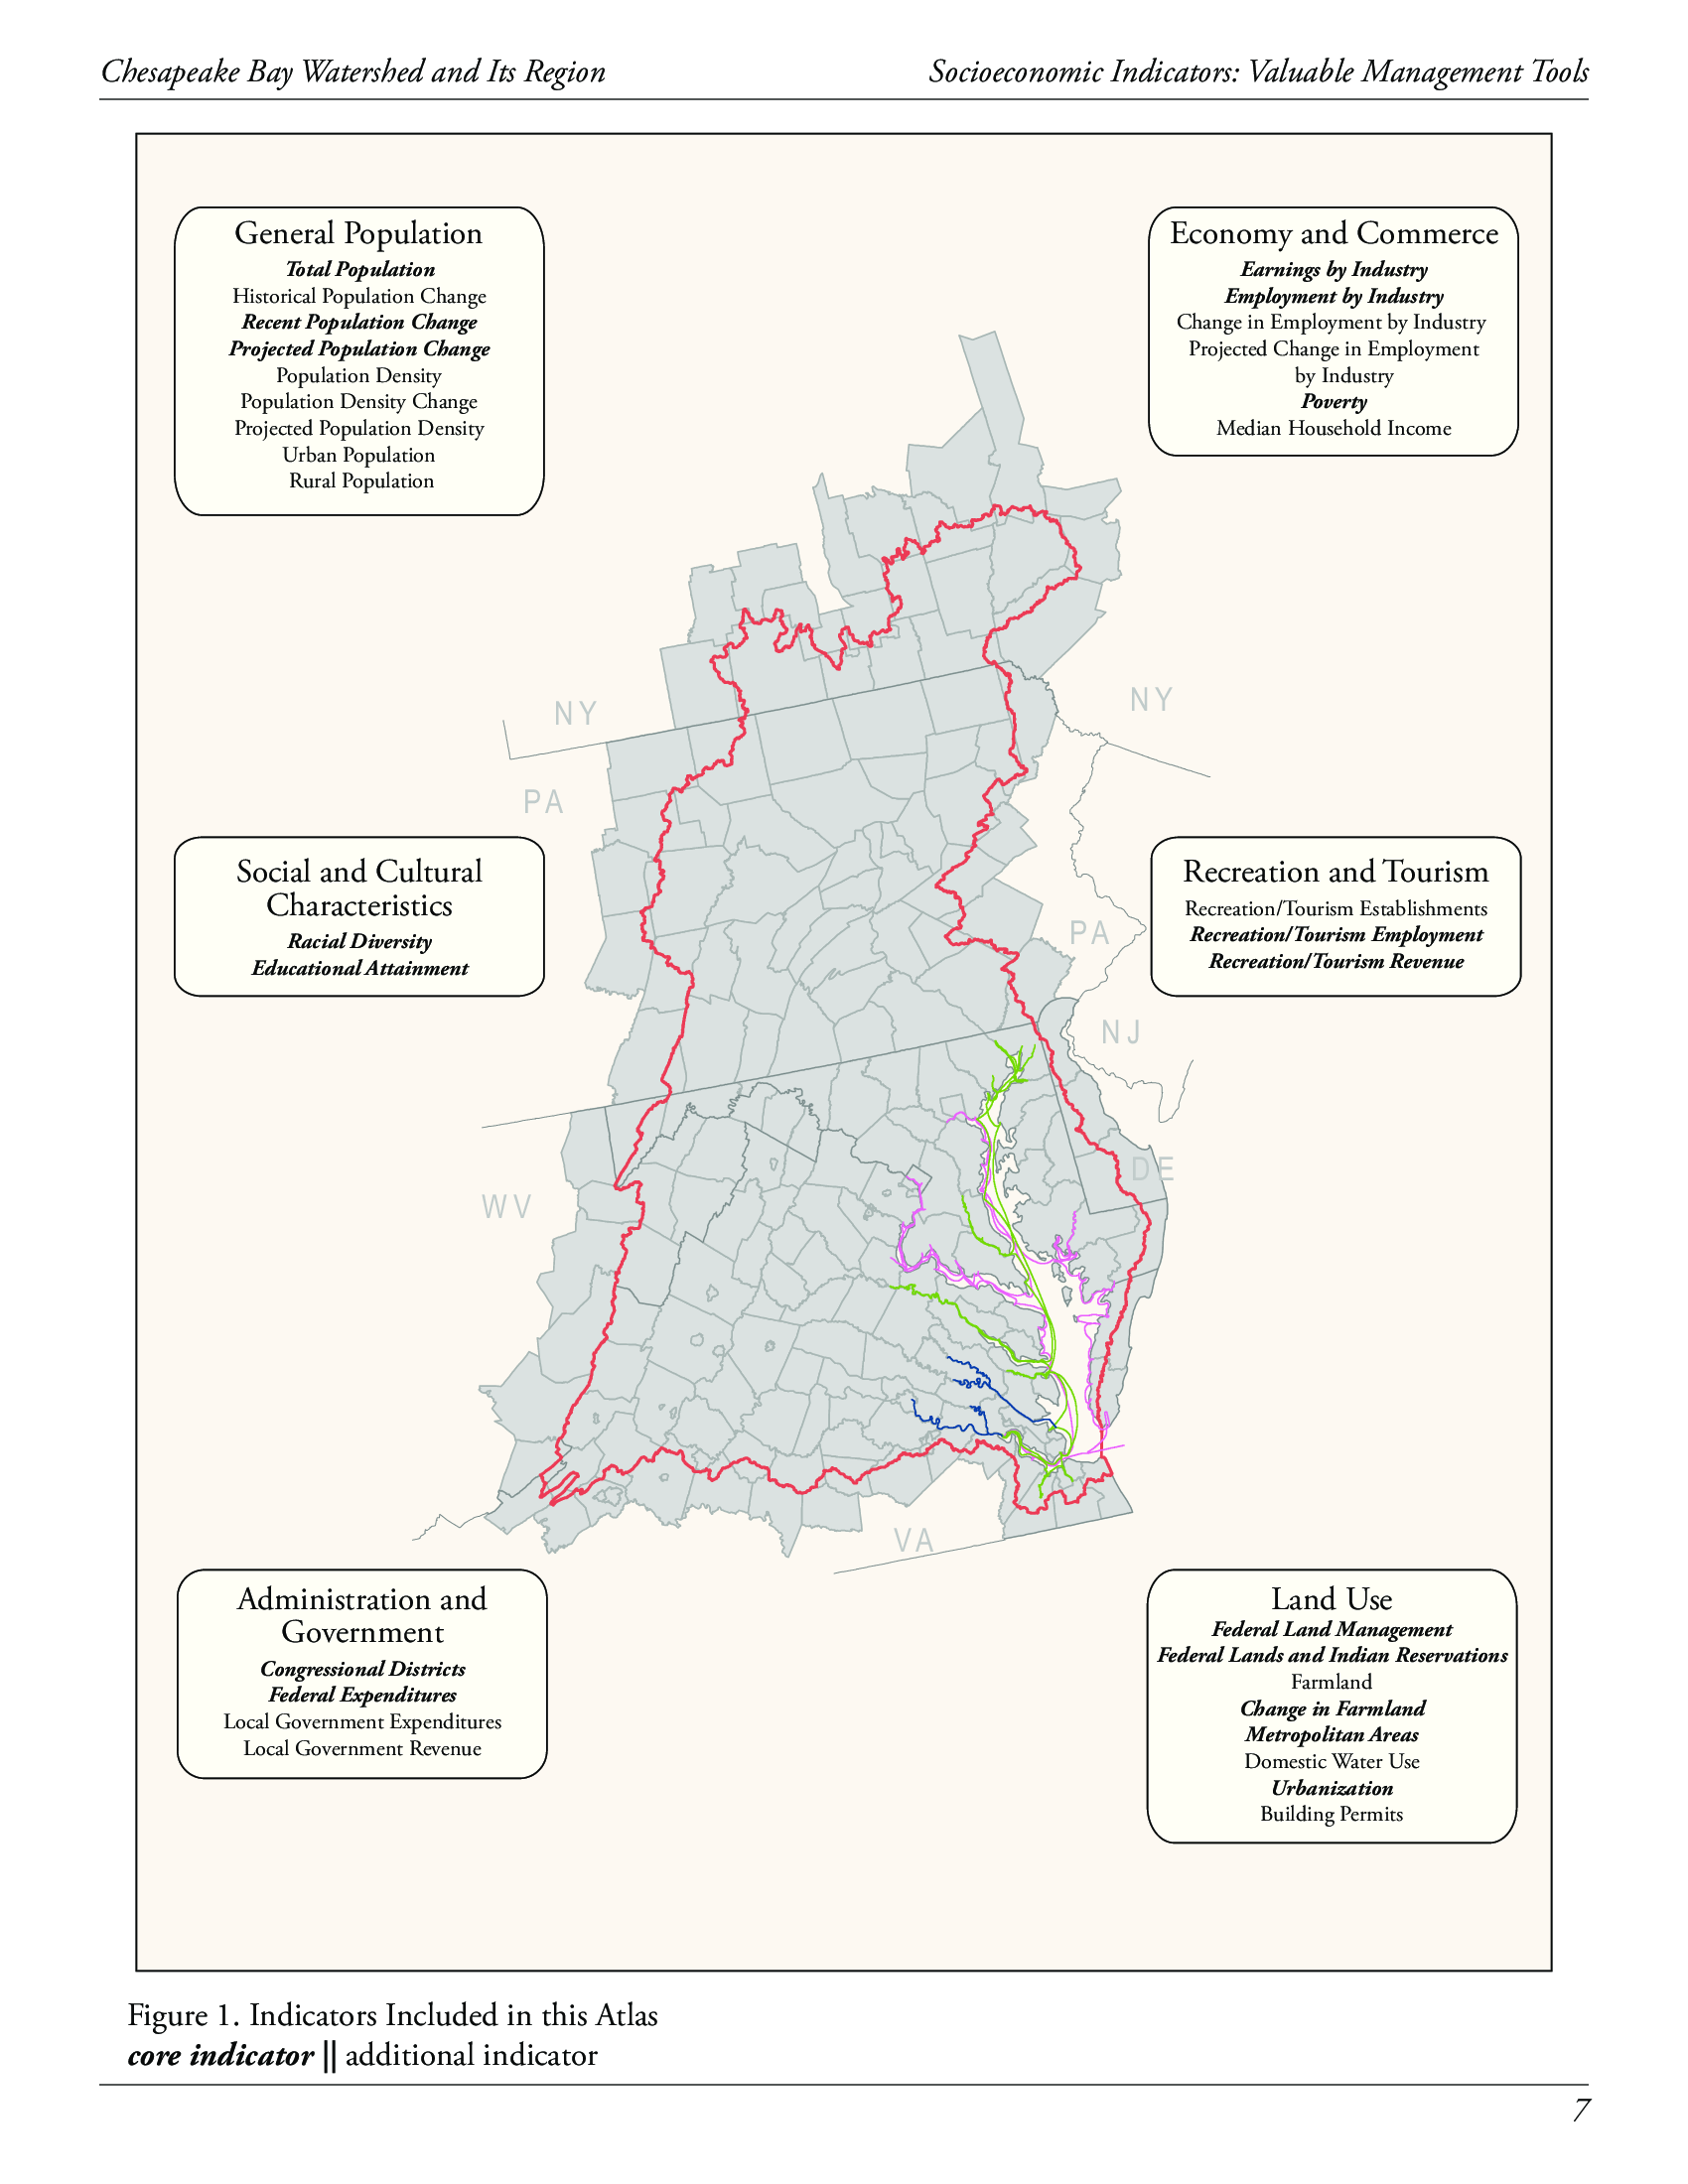 Chesapeake Bay Watershed and Its Region
Socioeconomic Indicators: Valuable Management Tools
General Population
Total Population
Historical Population Change
Recent Population Change
Projected Population Change
Population Density
Population Density Change
Projected Population Density
Urban Population
Rural Population
Economy and Commerce
Earnings by Industry
Employment by Industry
Change in Employment by Industry
Projected Change in Employment
by Industry
Poverty
Median Household Income
NY
NY
PA
Social and Cultural
Characteristics
Racial Diversity
Educational Attainment
Recreation and Tourism
Recreation/Tourism Establishments
Recreation/Tourism Employment
Recreation/Tourism Revenue
PA
NJ
DE
WV
VA
Administration and
Government
Congressional Districts
Federal Expenditures
Local Government Expenditures
Local Government Revenue
Land Use
Federal Land Management
Federal Lands and Indian Reservations
Farmland
Change in Farmland
Metropolitan Areas
Domestic Water Use
Urbanization
Building Permits
Figure 1. Indicators Included in this Atlas
core indicator || additional indicator
7